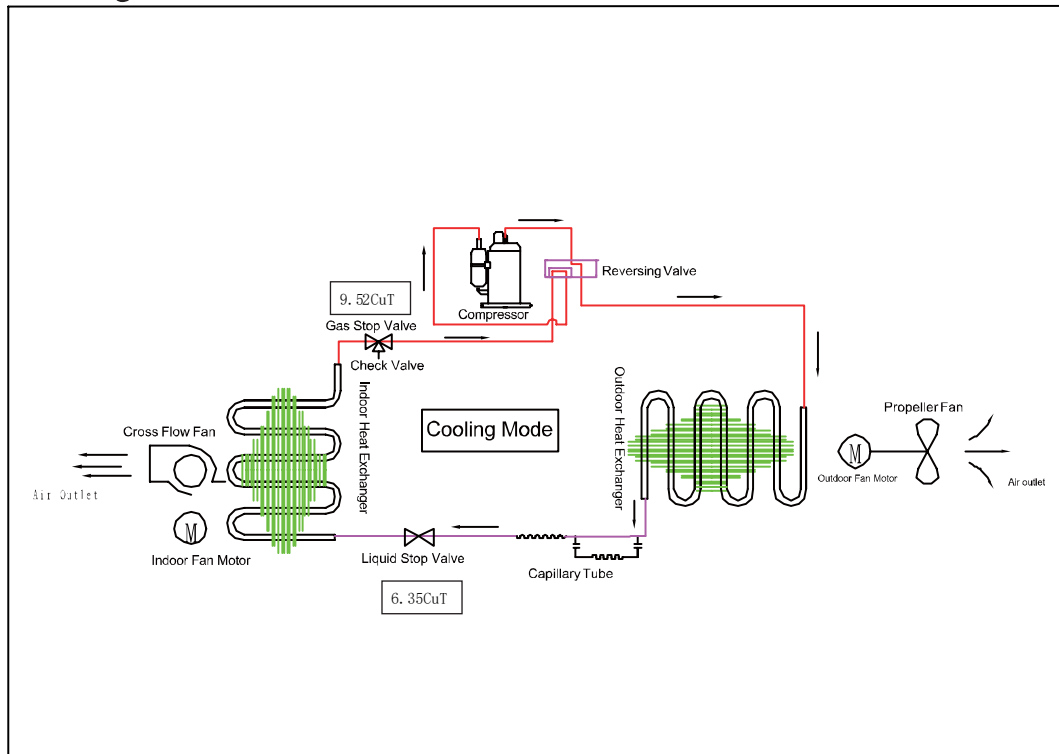 Reversing Valve
Compressor
9.52CuT
Gas Stop Valve
Check Valve
Indoor Heat Exchanger
Outdoor Heat Exchanger
Cooling Mode
Propeller Fan
Cross Flow Fan
M
Outdoor Fan Motor
Air outlet
Air Outlet
M
Indoor Fan Motor
Liquid Stop Valve
Capillary Tube
6.35CuT